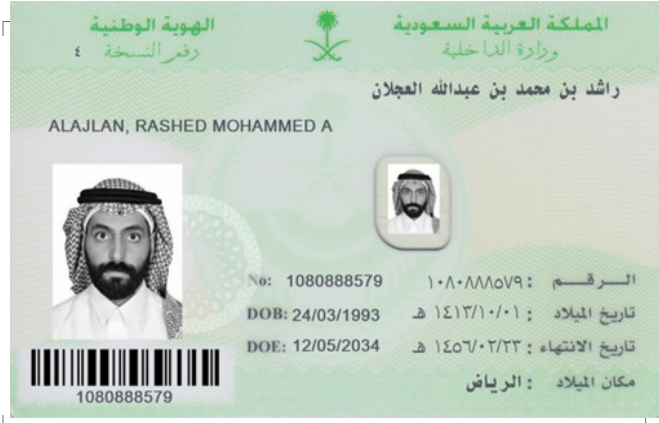 المملكة العربية السعودية
وزارة الداخلية
الهوية الوطنية
رقم النسخة ٤
راشد بن محمد بن عبدالله العجلان
ALAJLAN, RASHED MOHAMMED A
الـرقـم : ١٠٨٠٨٨٨٥٧٩ No: 1080888579
تاريخ الميلاد : ١٤١٣/١٠/٠١ هـ DOB: 24/03/1993
تاريخ الانتهاء : ١٤٥٦/٠٢/٢٣ هـ DOE: 12/05/2034
مكان الميلاد : الرياض
1080888579